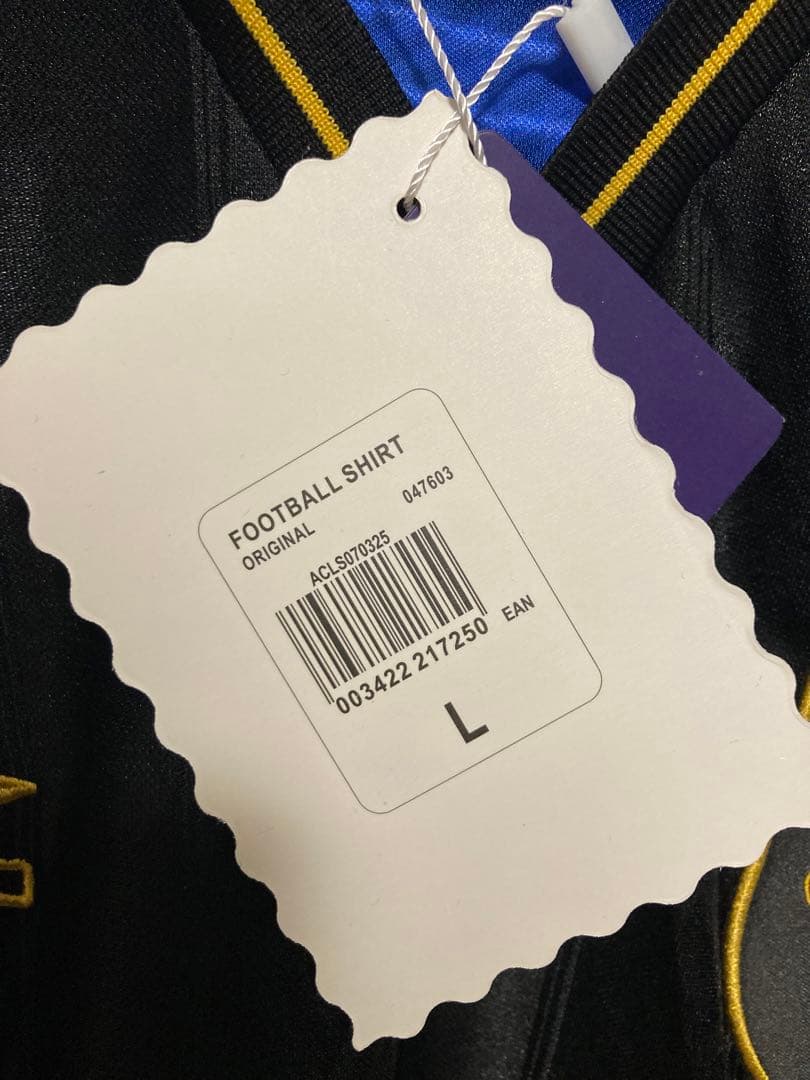 FOOTBALL SHIRT
ORIGINAL 047603
ACLS070325
003422 217250 EAN
L